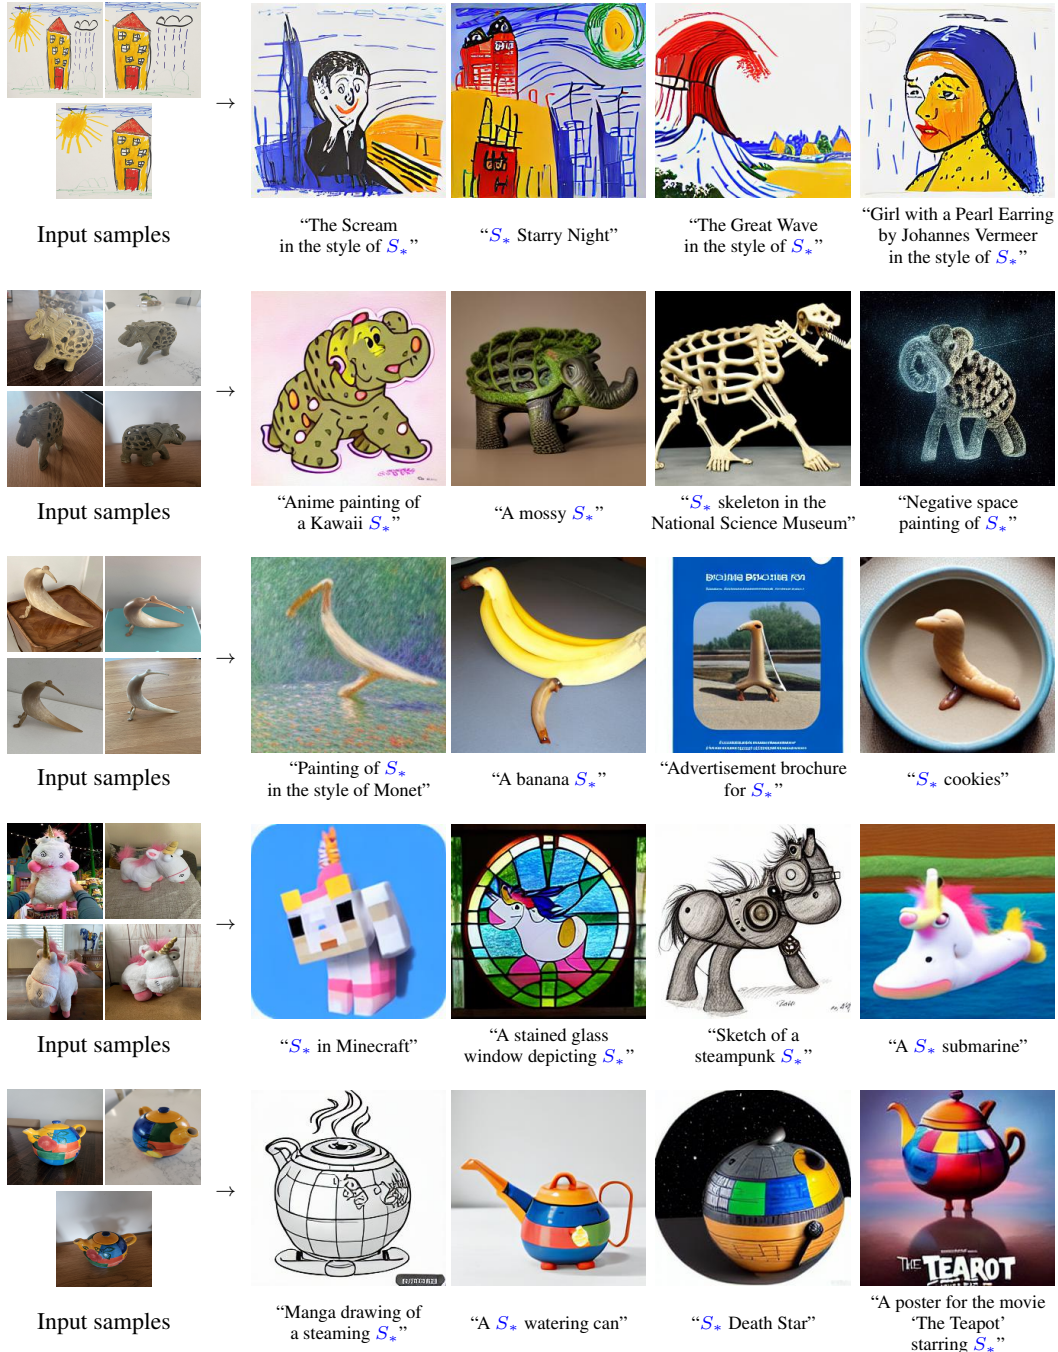 Input samples
“The Scream
in the style of S*”
“S* Starry Night”
“The Great Wave
in the style of S*”
“Girl with a Pearl Earring
by Johannes Vermeer
in the style of S*”
Input samples
“Anime painting of
a Kawaii S*”
“A mossy S*”
“S* skeleton in the
National Science Museum”
“Negative space
painting of S*”
Input samples
“Painting of S*
in the style of Monet”
“A banana S*”
“Advertisement brochure
for S*”
“S* cookies”
Input samples
“S* in Minecraft”
“A stained glass
window depicting S*”
“Sketch of a
steampunk S*”
“A S* submarine”
THE TEAROT
Input samples
“Manga drawing of
a steaming S*”
“A S* watering can”
“S* Death Star”
“A poster for the movie
‘The Teapot’
starring S*”